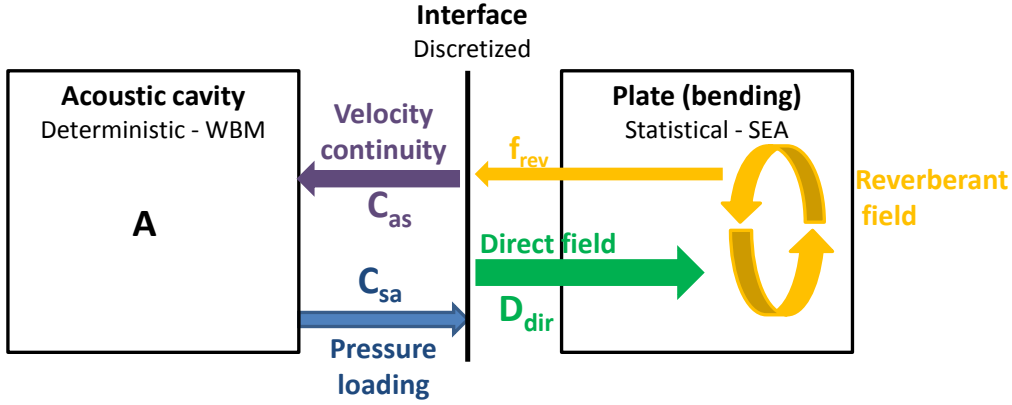 Interface
Discretized
Acoustic cavity
Deterministic - WBM
A
Velocity
continuity
C_as
C_sa
Pressure
loading
Plate (bending)
Statistical - SEA
f_rev
Direct field
D_dir
Reverberant
field